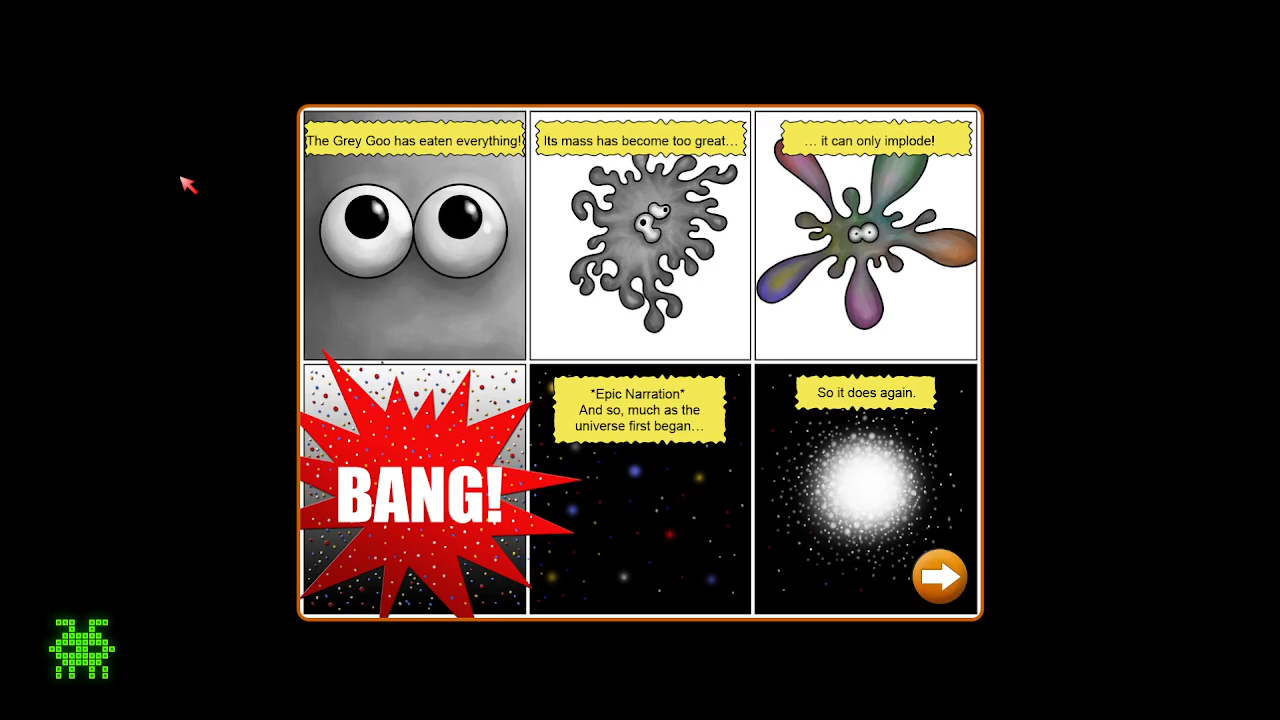 The Grey Goo has eaten everything!
Its mass has become too great...
... it can only implode!
BANG!
*Epic Narration*
And so, much as the
universe first began...
So it does again.